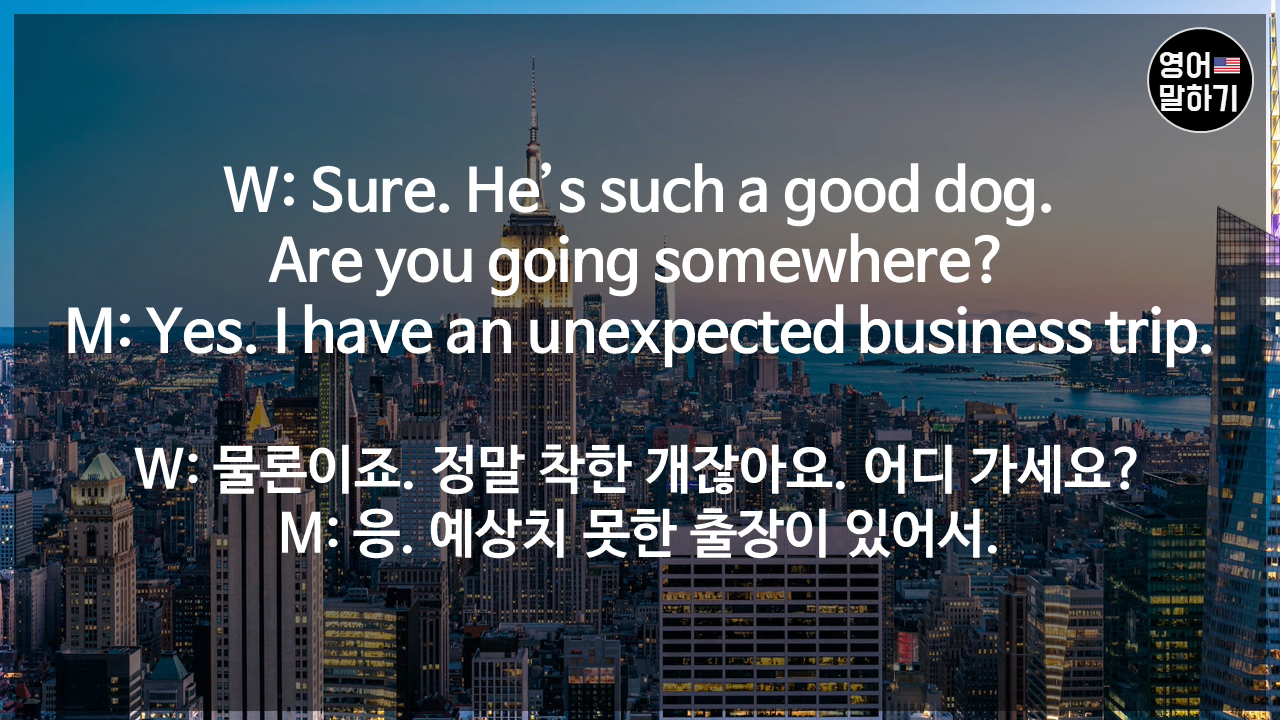 영어
말하기
W: Sure. He’s such a good dog.
Are you going somewhere?
M: Yes. I have an unexpected business trip.
W: 물론이죠. 정말 착한 개잖아요. 어디 가세요?
M: 응. 예상치 못한 출장이 있어서.